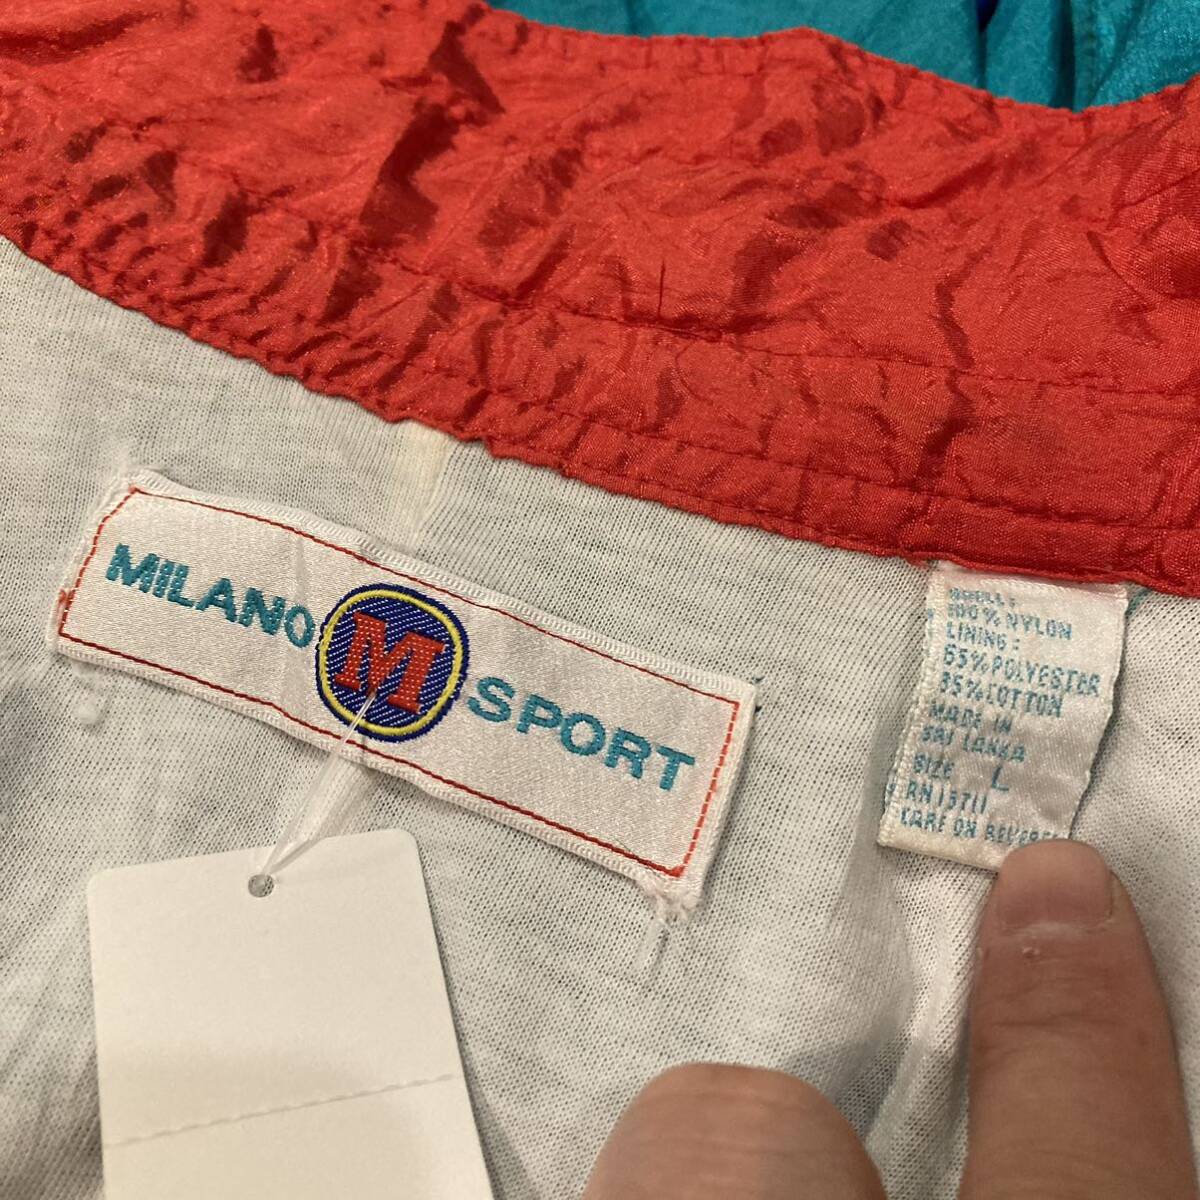 MILANO M SPORT
SHELL:
100% NYLON
LINING:
65% POLYESTER
35% COTTON
MADE IN
SRI LANKA
SIZE L
RN 15711
CARE ON REVERSE